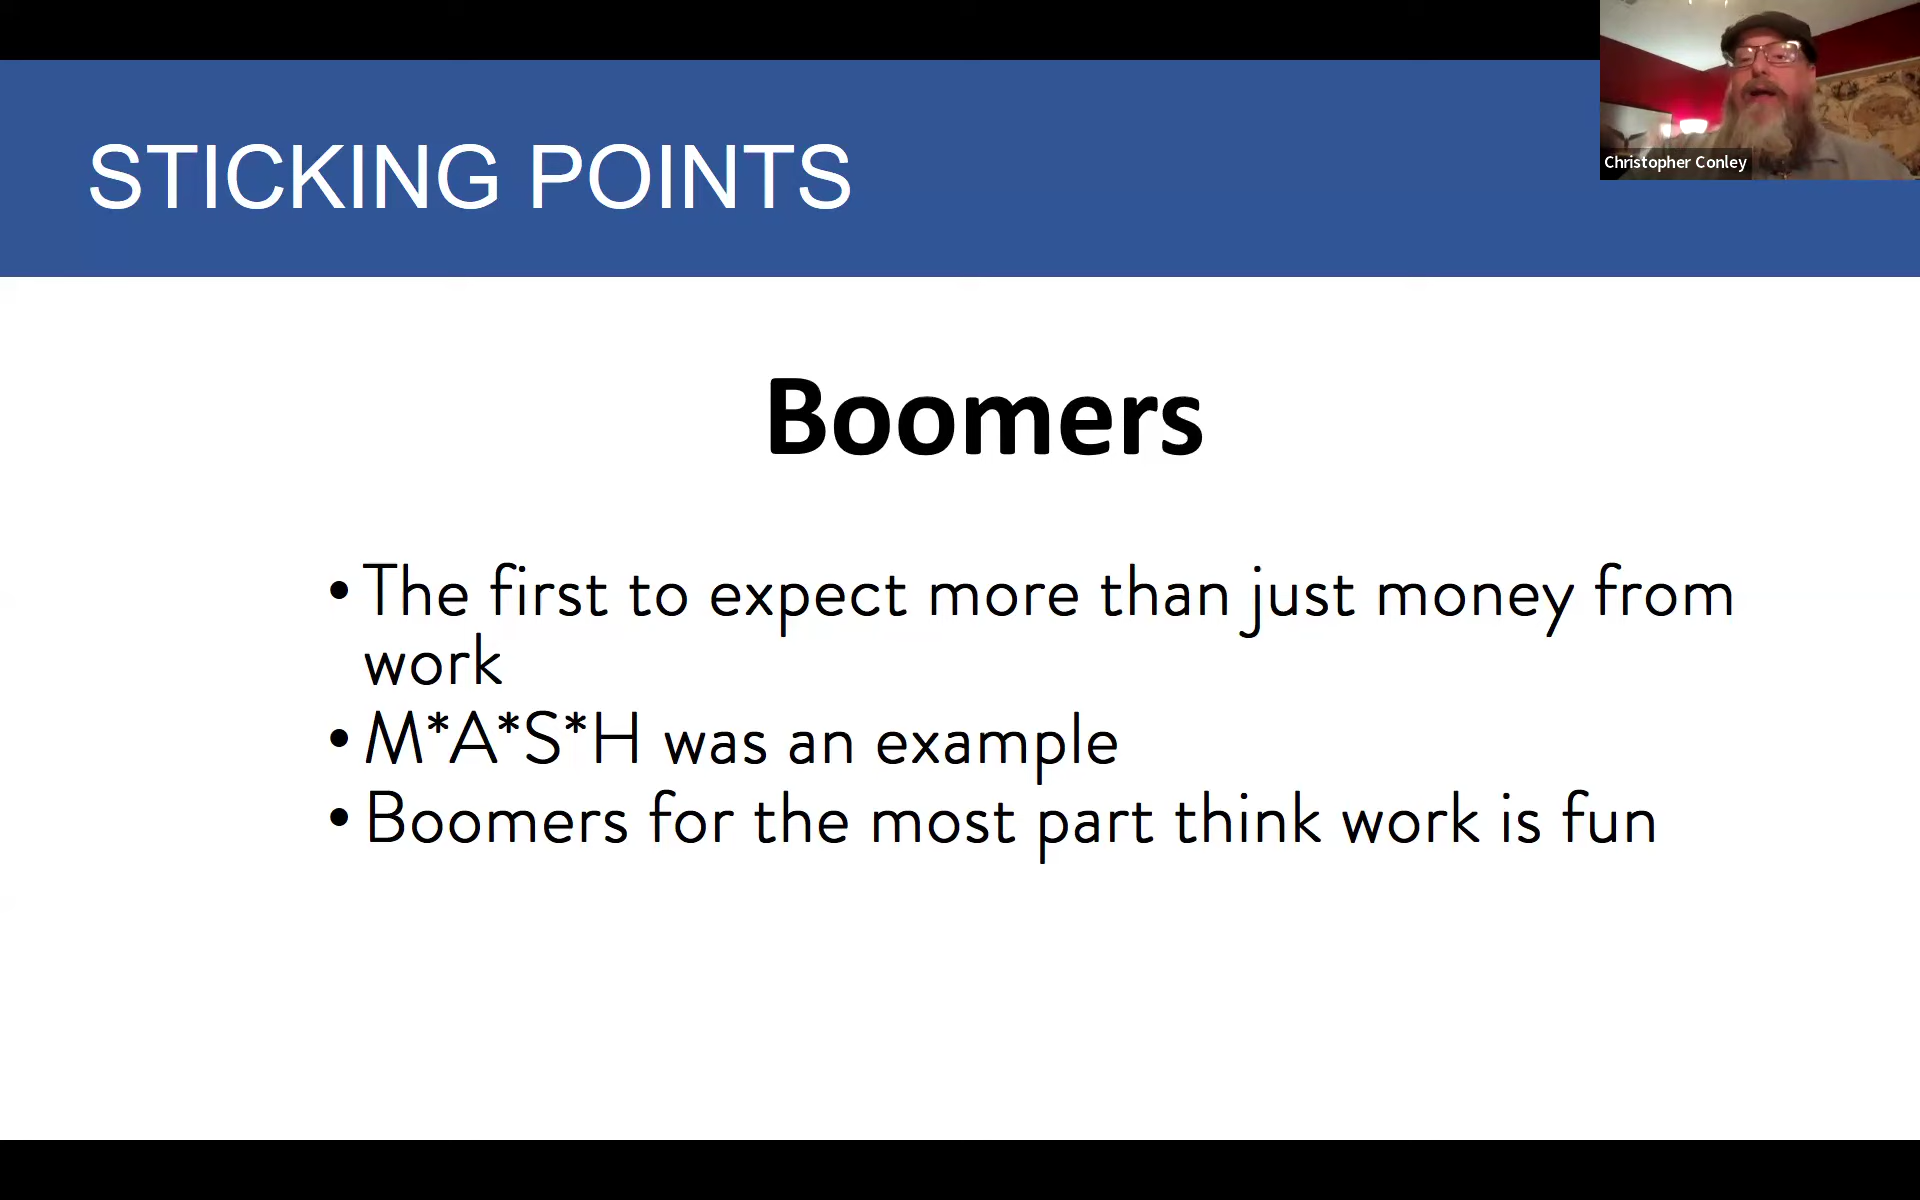 STICKING POINTS
Christopher Conley
Boomers
•The first to expect more than just money from
work
•M*A*S*H was an example
•Boomers for the most part think work is fun